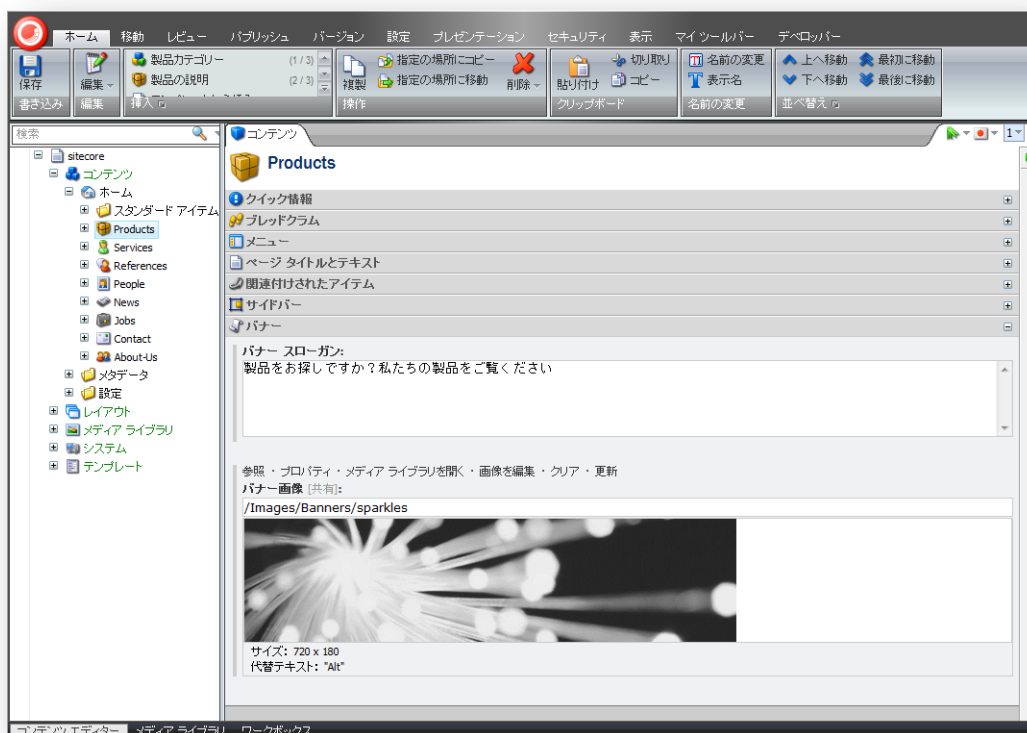 ホーム 移動 レビュー パブリッシュ バージョン 設定 プレゼンテーション セキュリティ 表示 マイ ツールバー デベロッパー
製品カテゴリー (1 / 3) 指定の場所にコピー 切り取り 名前の変更 上へ移動 最初に移動
保存 編集 製品の説明 (2 / 3) 複製 指定の場所に移動 削除 貼り付け コピー 表示名 下へ移動 最後に移動
書き込み 編集 挿入 操作 クリップボード 名前の変更 並べ替え
検索 コンテンツ 1
sitecore
コンテンツ
ホーム
スタンダード アイテム
Products
Services
References
People
News
Jobs
Contact
About-Us
メタデータ
設定
レイアウト
メディア ライブラリ
システム
テンプレート
Products
クイック情報
ブレッドクラム
メニュー
ページ タイトルとテキスト
関連付けされたアイテム
サイドバー
バナー
バナー スローガン:
製品をお探しですか？私たちの製品をご覧ください
参照・プロパティ・メディア ライブラリを開く・画像を編集・クリア・更新
バナー画像 [共有]:
/Images/Banners/sparkles
サイズ: 720 x 180
代替テキスト: "Alt"
コンテンツ エディター メディア ライブラリ ワークボックス